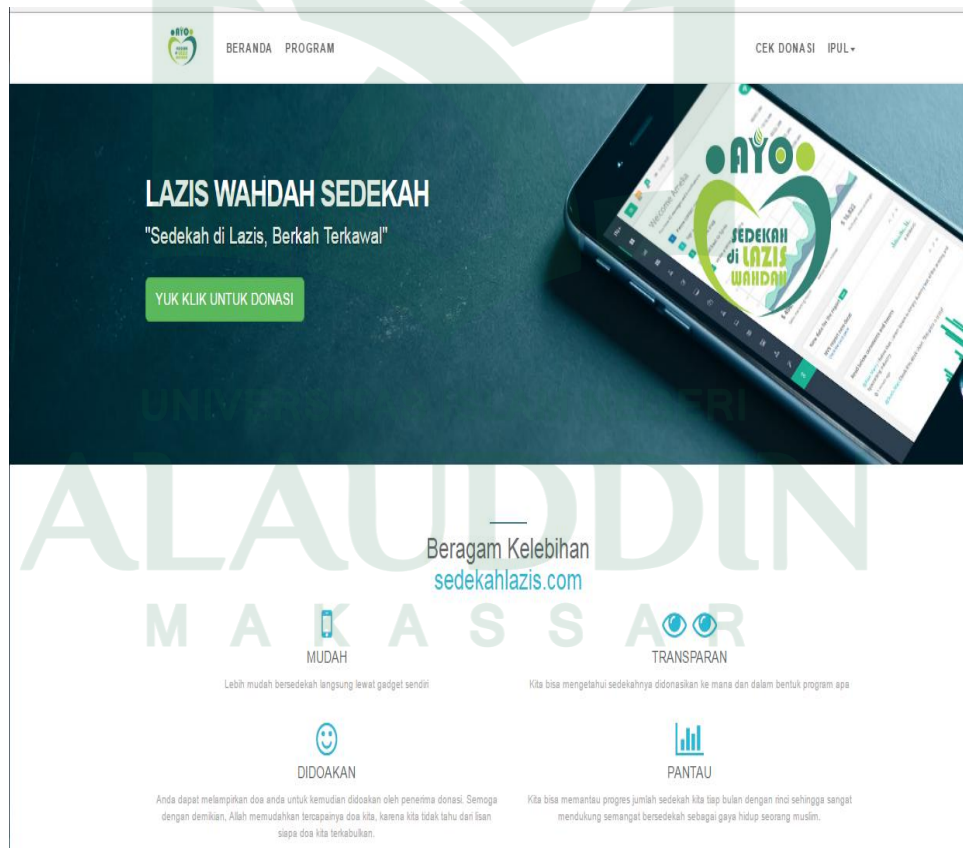 AYO
BERANDA PROGRAM
CEK DONASI IPUL
LAZIS WAHDAH SEDEKAH
"Sedekah di Lazis, Berkah Terkawal"
YUK KLIK UNTUK DONASI
AYO
SEDEKAH
di LAZIS
WAHDAH
Welcome Amelia
UNIVERSITAS ISLAM NEGERI
ALAUDDIN
MAKASSAR
Beragam Kelebihan
sedekahlazis.com
MUDAH
Lebih mudah bersedekah langsung lewat gadget sendiri
TRANSPARAN
Kita bisa mengetahui sedekahnya didonasikan ke mana dan dalam bentuk program apa
DIDOAKAN
Anda dapat melampirkan doa anda untuk kemudian didoakan oleh penerima donasi. Semoga
dengan demikian, Allah memudahkan tercapainya doa kita, karena kita tidak tahu dari lisan
siapa doa kita terkabulkan.
PANTAU
Kita bisa memantau progres jumlah sedekah kita tiap bulan dengan rinci sehingga sangat
mendukung semangat bersedekah sebagai gaya hidup seorang muslim.